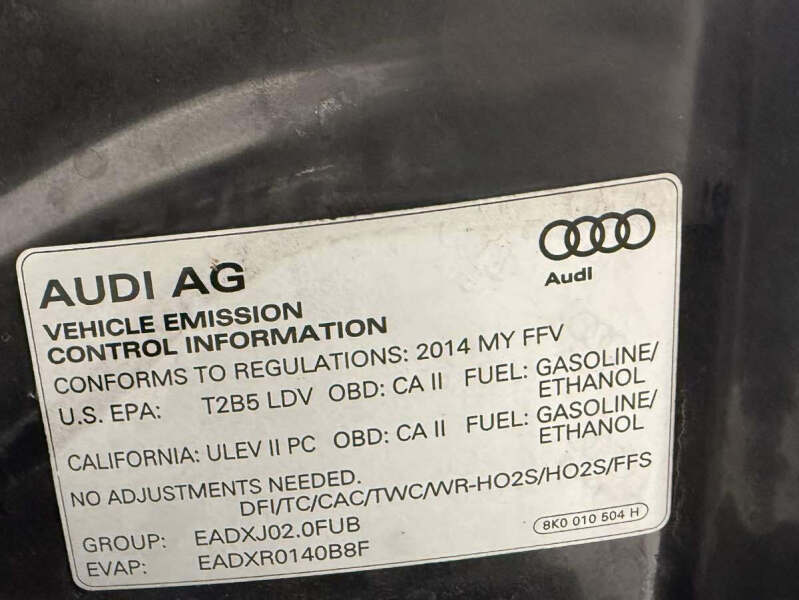 AUDI AG
Audi
VEHICLE EMISSION
CONTROL INFORMATION
CONFORMS TO REGULATIONS: 2014 MY FFV
U.S. EPA: T2B5 LDV OBD: CA II FUEL: GASOLINE/
ETHANOL
CALIFORNIA: ULEV II PC OBD: CA II FUEL: GASOLINE/
ETHANOL
NO ADJUSTMENTS NEEDED.
DFI/TC/CAC/TWC/WR-HO2S/HO2S/FFS
GROUP: EADXJ02.0FUB
EVAP: EADXR0140B8F
8K0 010 504 H